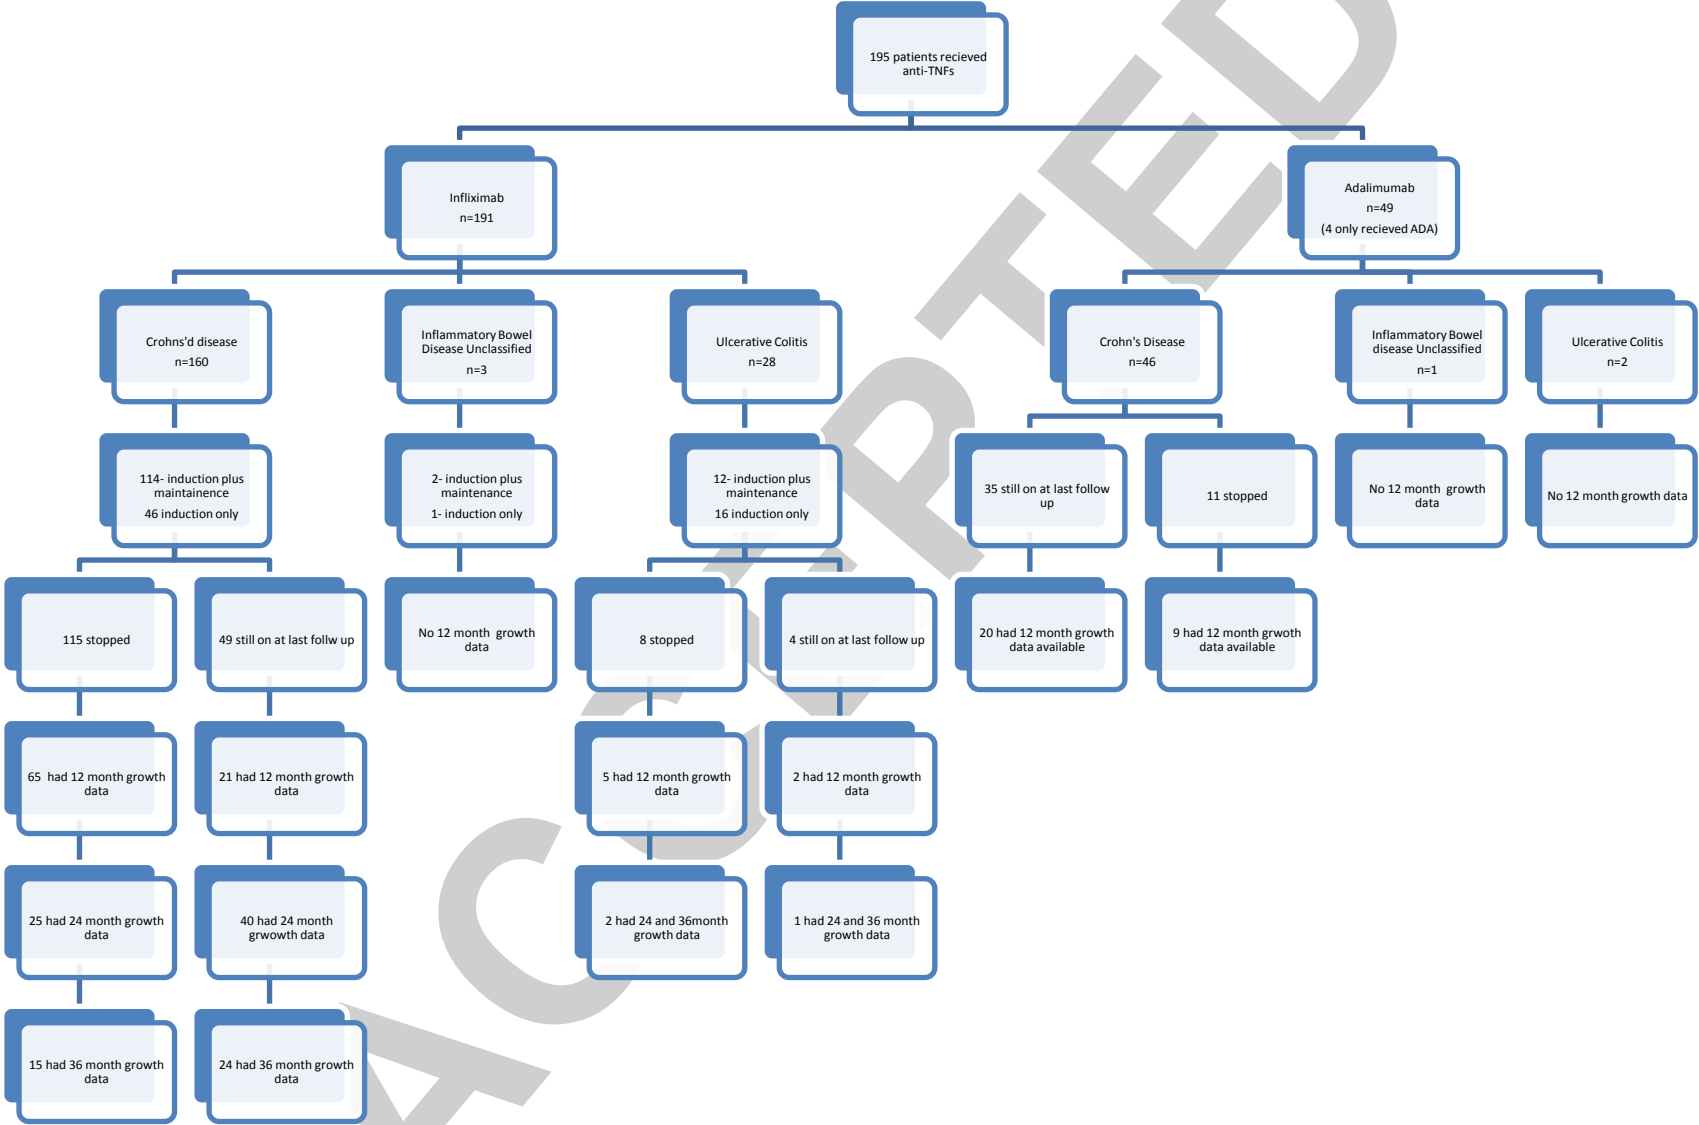 195 patients recieved
anti-TNFs
Infliximab
n=191
Adalimumab
n=49
(4 only recieved ADA)
Crohns'd disease
n=160
Inflammatory Bowel
Disease Unclassified
n=3
Ulcerative Colitis
n=28
Crohn's Disease
n=46
Inflammatory Bowel
disease Unclassified
n=1
Ulcerative Colitis
n=2
114- induction plus
maintainence
46 induction only
2- induction plus
maintenance
1- induction only
12- induction plus
maintenance
16 induction only
35 still on at last follow
up
11 stopped
No 12 month growth
data
No 12 month growth data
115 stopped
49 still on at last follw up
No 12 month growth
data
8 stopped
4 still on at last follow up
20 had 12 month growth
data available
9 had 12 month grwoth
data available
65 had 12 month growth
data
21 had 12 month growth
data
5 had 12 month growth
data
2 had 12 month growth
data
25 had 24 month growth
data
40 had 24 month
grwowth data
2 had 24 and 36month
growth data
1 had 24 and 36 month
growth data
15 had 36 month growth
data
24 had 36 month growth
data
ACCEPTED